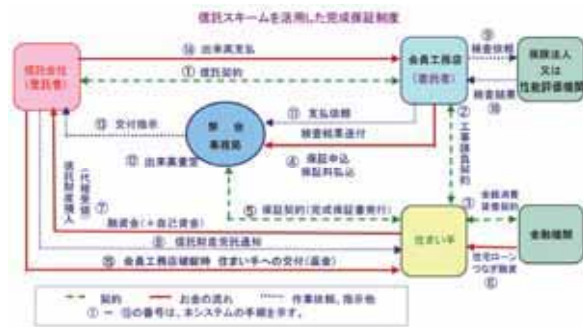 信託スキームを活用した完成保証制度
⑭ 出来高支払
① 信託契約
信託会社
(受託者)
会員工務店
(委託者)
⑨
検査依頼
保険法人
又は
性能評価機関
検査結果
⑩
⑪ 支払依頼
検査結果送付
⑬ 交付指示
事務局
⑫ 出来高査定
④ 保証申込
保証料払込
② 工事請負契約
③ 金銭消費
貸借契約
(代理受領)
信託財産預入
⑦
融資金(+自己資金)
⑤ 保証契約(完成保証書発行)
住まい手
金融機関
⑧ 信託財産受託通知
⑮ 会員工務店破綻時 住まい手への交付(返金)
住宅ローン
つなぎ融資
⑥
契約
お金の流れ
作業依頼、指示他
① ~ ⑮の番号は、本システムの手続を示す。